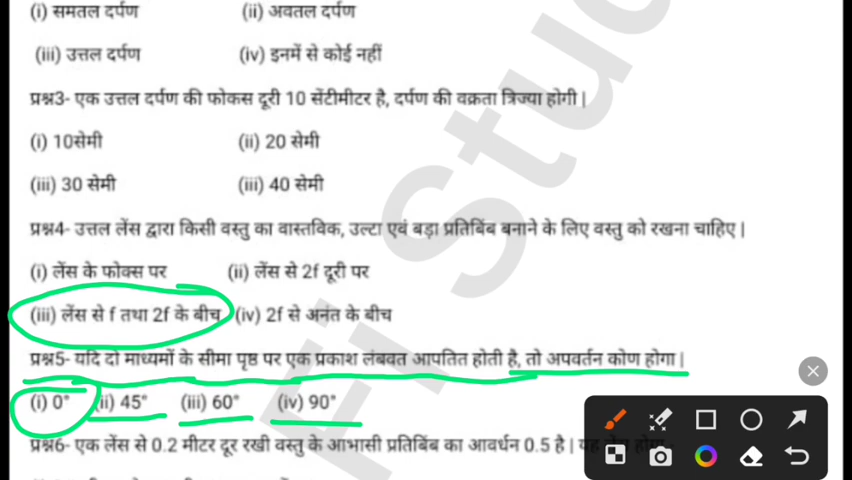 (i) समतल दर्पण (ii) अवतल दर्पण
(iii) उत्तल दर्पण (iv) इनमें से कोई नहीं
प्रश्न3- एक उत्तल दर्पण की फोकस दूरी 10 सेंटीमीटर है, दर्पण की वक्रता त्रिज्या होगी |
(i) 10सेमी (ii) 20 सेमी
(iii) 30 सेमी (iii) 40 सेमी
प्रश्न4- उत्तल लेंस द्वारा किसी वस्तु का वास्तविक, उल्टा एवं बड़ा प्रतिबिंब बनाने के लिए वस्तु को रखना चाहिए |
(i) लेंस के फोक्स पर (ii) लेंस से 2f दूरी पर
(iii) लेंस से f तथा 2f के बीच (iv) 2f से अनंत के बीच
प्रश्न5- यदि दो माध्यमों के सीमा पृष्ठ पर एक प्रकाश लंबवत आपतित होती है, तो अपवर्तन कोण होगा |
(i) 0° (ii) 45° (iii) 60° (iv) 90°
प्रश्न6- एक लेंस से 0.2 मीटर दूर रखी वस्तु के आभासी प्रतिबिंब का आवर्धन 0.5 है |
Fi Stud